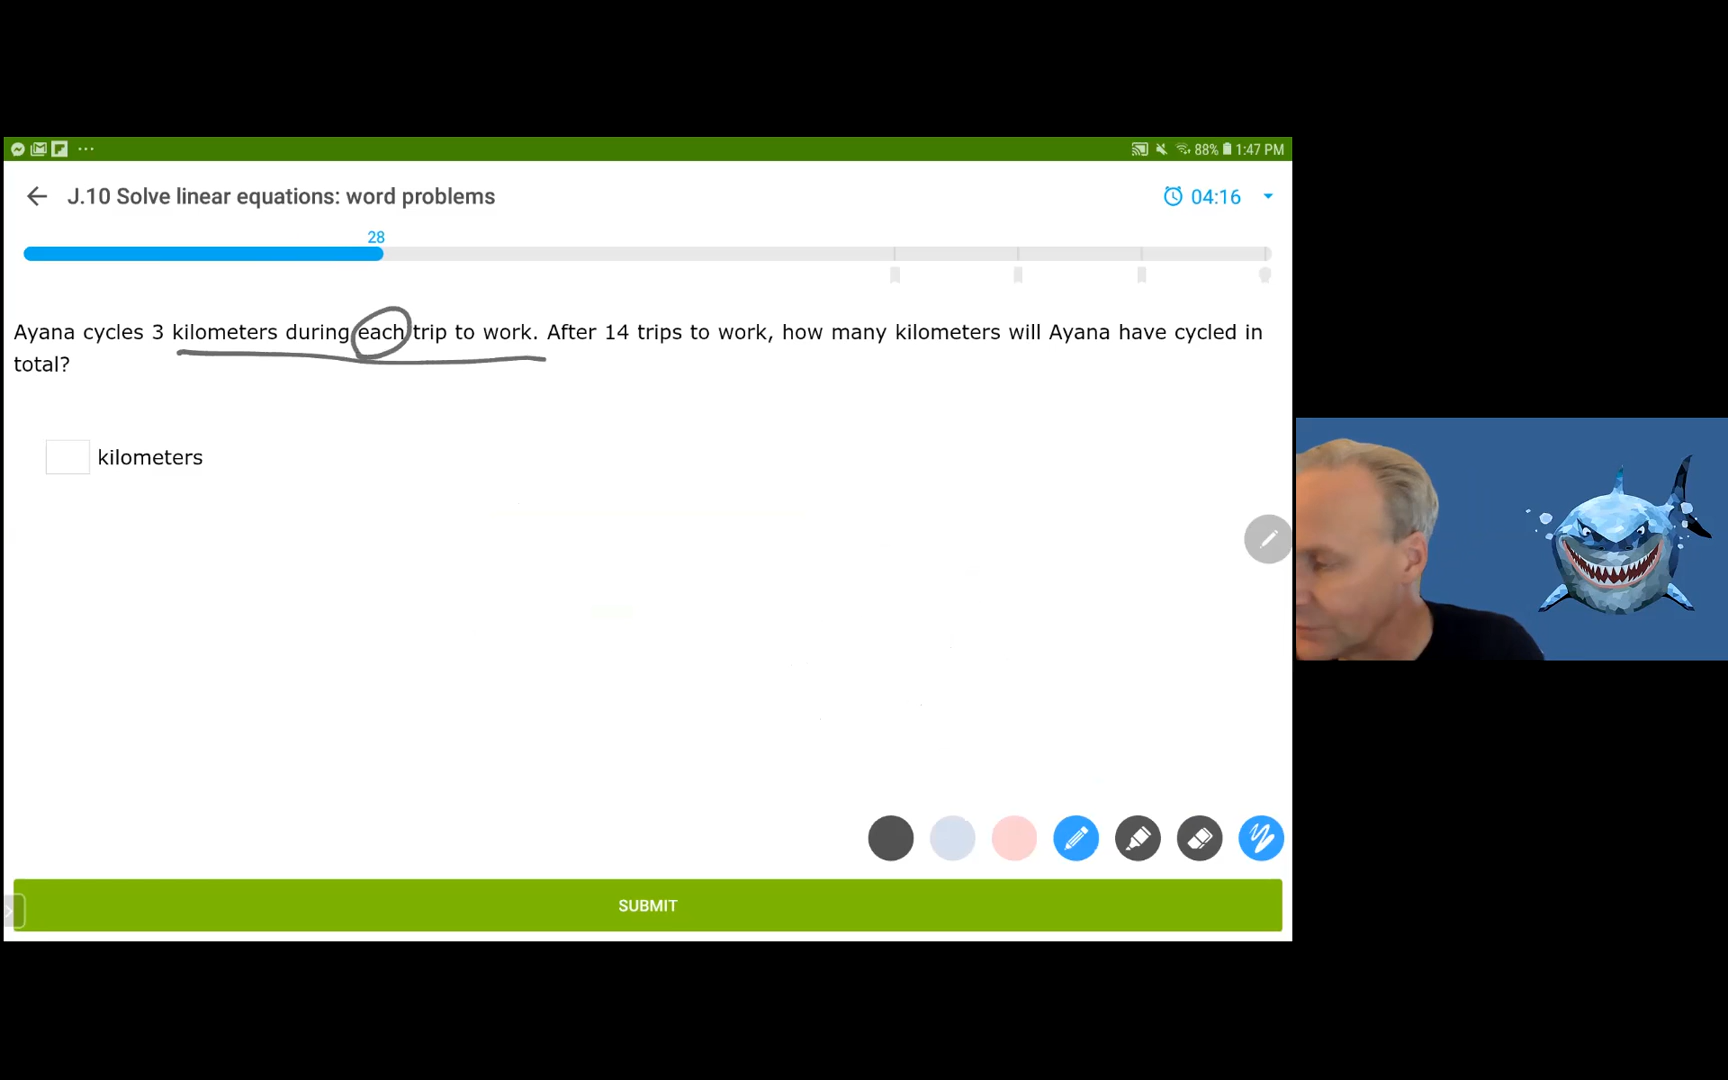 88% 1:47 PM
J.10 Solve linear equations: word problems
04:16
28
Ayana cycles 3 kilometers during each trip to work. After 14 trips to work, how many kilometers will Ayana have cycled in
total?
kilometers
SUBMIT